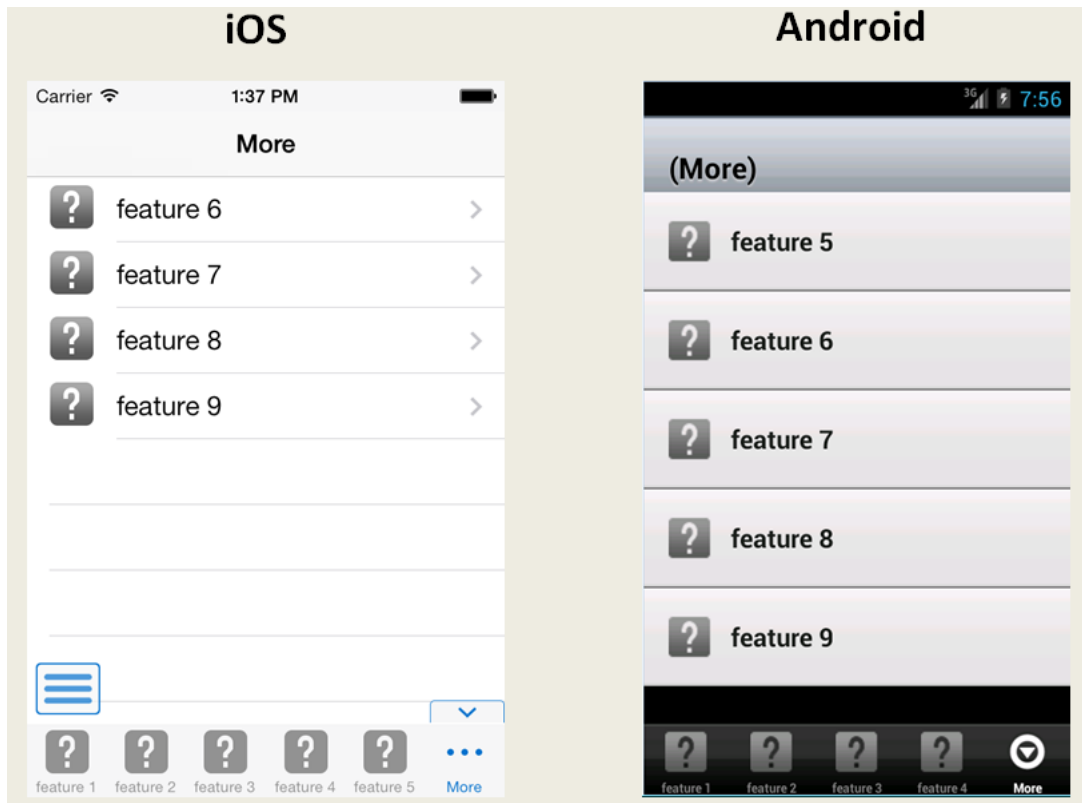 iOS
Carrier 1:37 PM
More
feature 6
feature 7
feature 8
feature 9
feature 1 feature 2 feature 3 feature 4 feature 5 More
Android
3G 7:56
(More)
feature 5
feature 6
feature 7
feature 8
feature 9
feature 1 feature 2 feature 3 feature 4 More